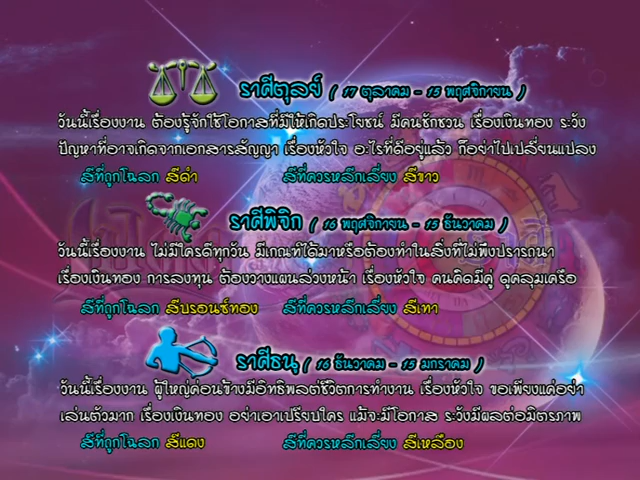 ราศีตุลย์ ( 17 ตุลาคม - 15 พฤศจิกายน )
วันนี้เรื่องงาน ต้องรู้จักใช้โอกาสที่มีให้เกิดประโยชน์ มีคนชักชวน เรื่องเงินทอง ระวัง
ปัญหาที่อาจเกิดจากเอกสารสัญญา เรื่องหัวใจ อะไรที่ดีอยู่แล้ว ก็อย่าไปเปลี่ยนแปลง
สีที่ถูกโฉลก สีดำ สีที่ควรหลีกเลี่ยง สีขาว
ราศีพิจิก ( 16 พฤศจิกายน - 15 ธันวาคม )
วันนี้เรื่องงาน ไม่มีใครดีทุกวัน มีเกณฑ์ได้มาหรือต้องทำในสิ่งที่ไม่พึงปรารถนา
เรื่องเงินทอง การลงทุน ต้องวางแผนล่วงหน้า เรื่องหัวใจ คนคิดมีคู่ ดูคลุมเครือ
สีที่ถูกโฉลก สีบรอนซ์ทอง สีที่ควรหลีกเลี่ยง สีเทา
ราศีธนู ( 16 ธันวาคม - 15 มกราคม )
วันนี้เรื่องงาน ผู้ใหญ่ค่อนข้างมีอิทธิพลต่อชีวิตการทำงาน เรื่องหัวใจ ขอเพียงแค่อย่า
เล่นตัวมาก เรื่องเงินทอง อย่าเอาเปรียบใคร แม้จะมีโอกาส ระวังมีผลต่อมิตรภาพ
สีที่ถูกโฉลก สีแดง สีที่ควรหลีกเลี่ยง สีเหลือง